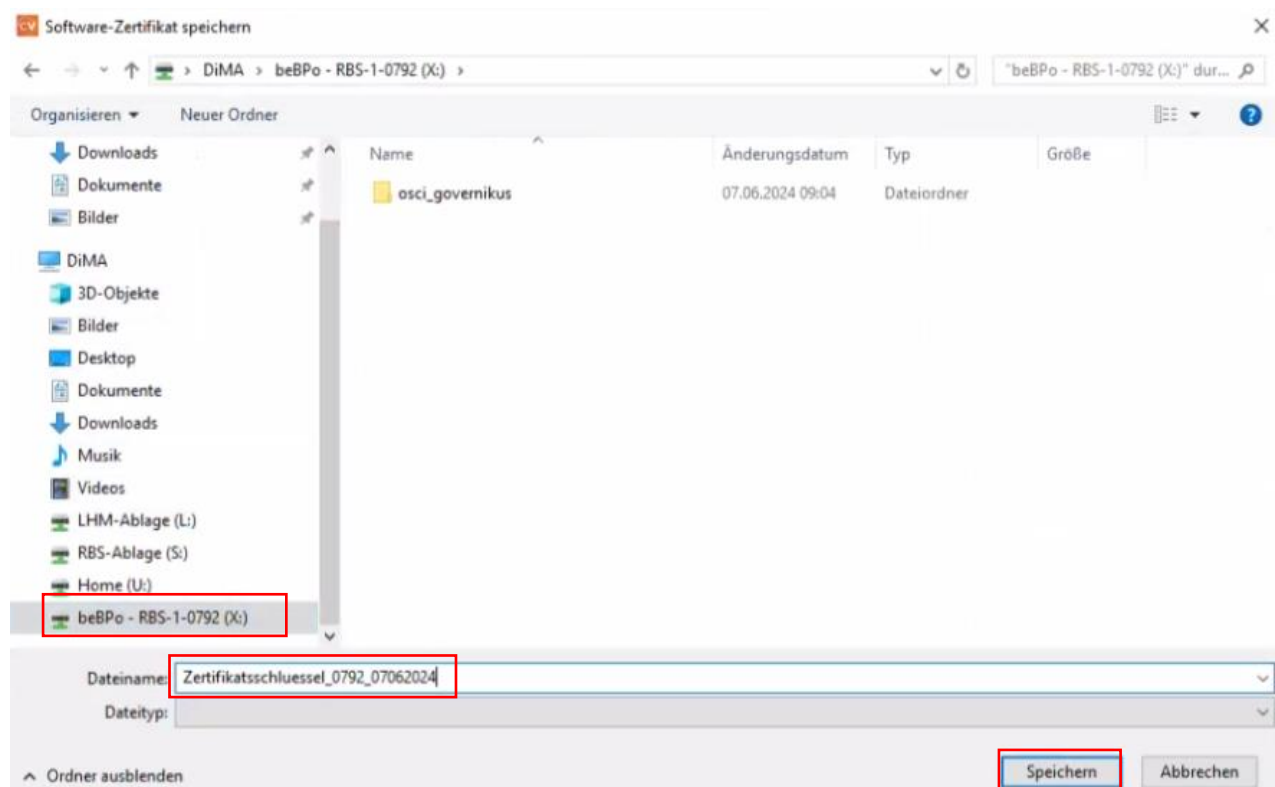 CV Software-Zertifikat speichern
DiMA > beBPo - RBS-1-0792 (X:) >
"beBPo - RBS-1-0792 (X:)" dur...
Organisieren Neuer Ordner
Downloads
Dokumente
Bilder
DiMA
3D-Objekte
Bilder
Desktop
Dokumente
Downloads
Musik
Videos
LHM-Ablage (L:)
RBS-Ablage (S:)
Home (U:)
beBPo - RBS-1-0792 (X:)
Name Änderungsdatum Typ Größe
osci_governikus 07.06.2024 09:04 Dateiordner
Dateiname: Zertifikatsschluessel_0792_07062024
Dateityp:
Ordner ausblenden Speichern Abbrechen